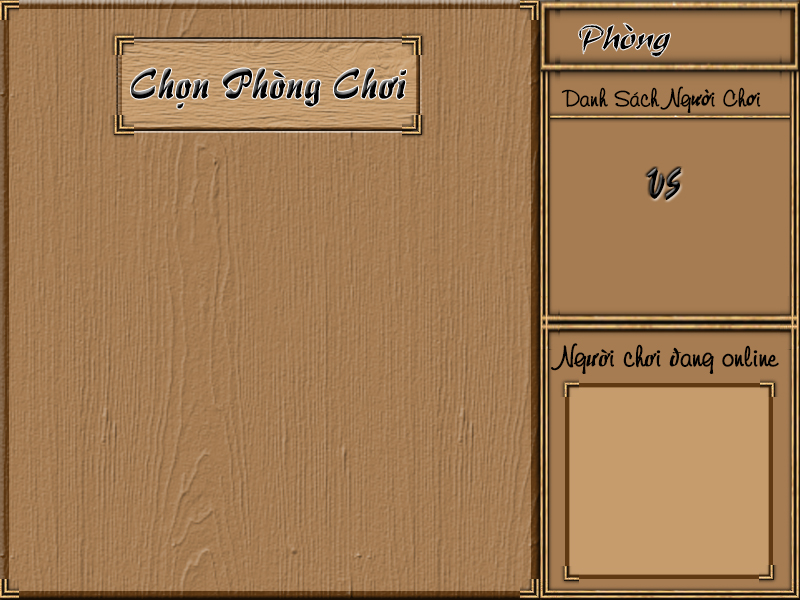 Chọn Phòng Chơi
Phòng
Danh Sách Người Chơi
VS
Người chơi đang online